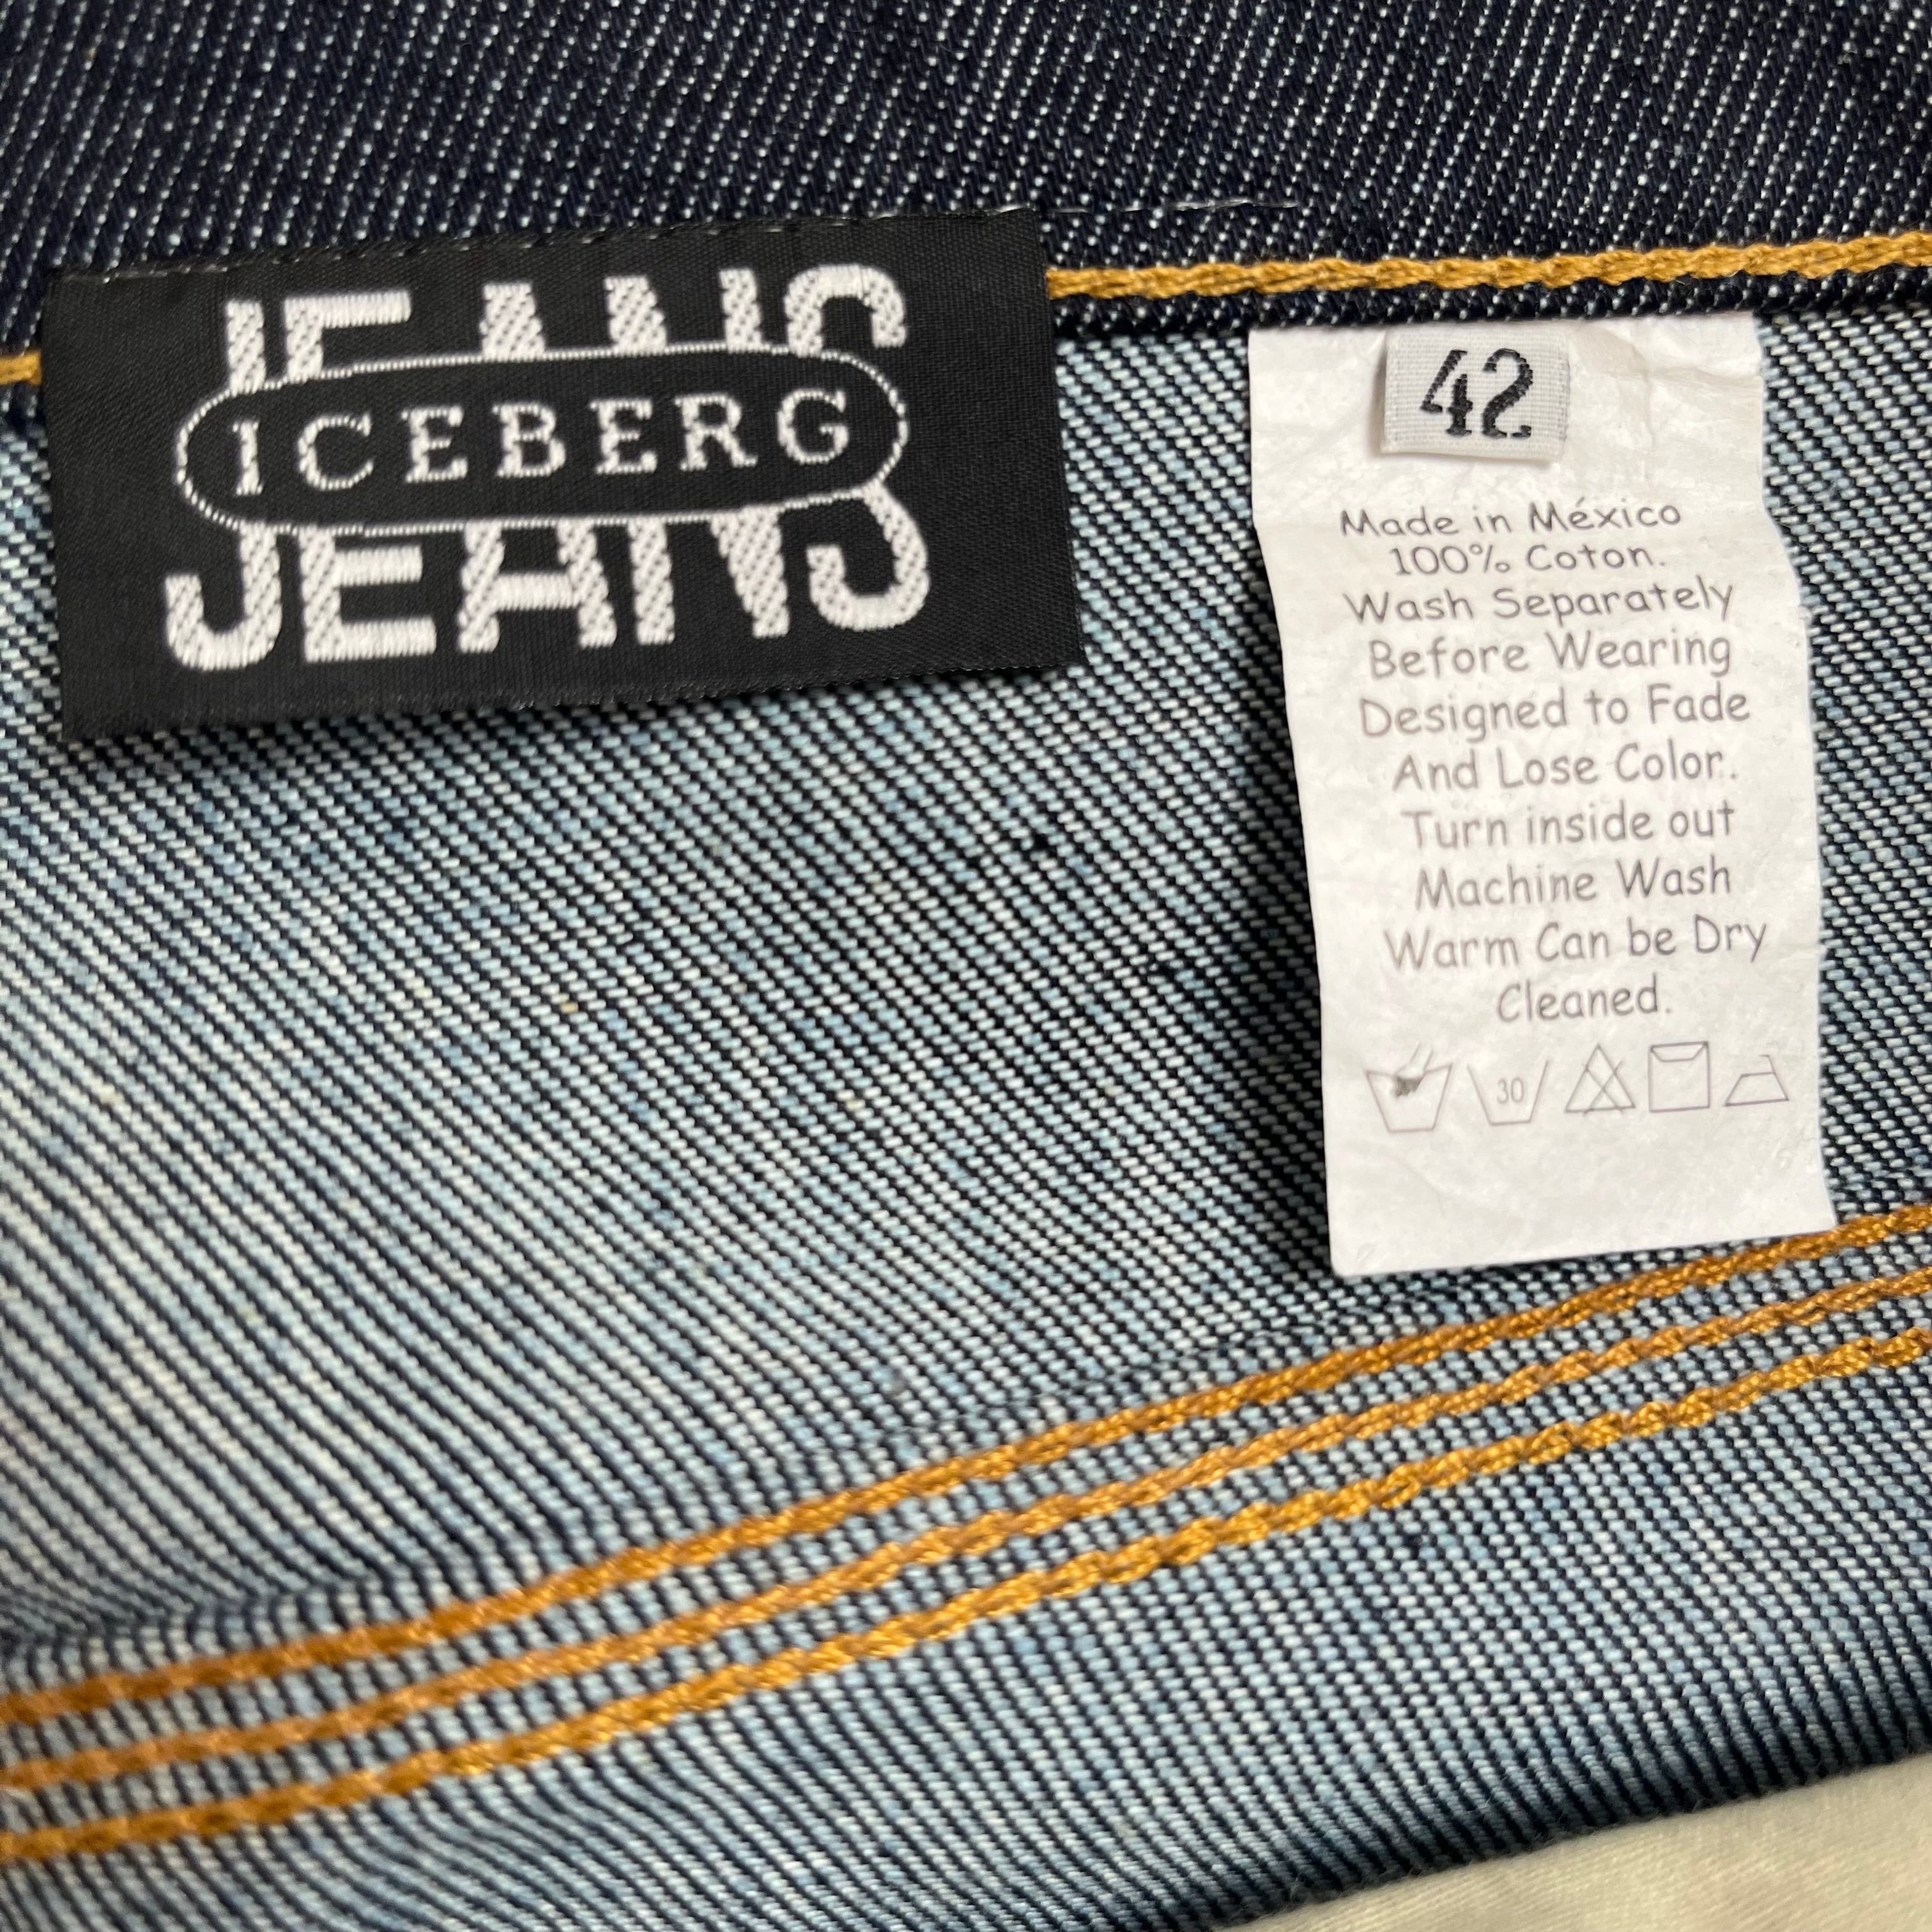 JEANS
ICEBERG
JEANS
42
Made in México
100% Coton.
Wash Separately
Before Wearing
Designed to Fade
And Lose Color.
Turn inside out
Machine Wash
Warm Can be Dry
Cleaned.
30